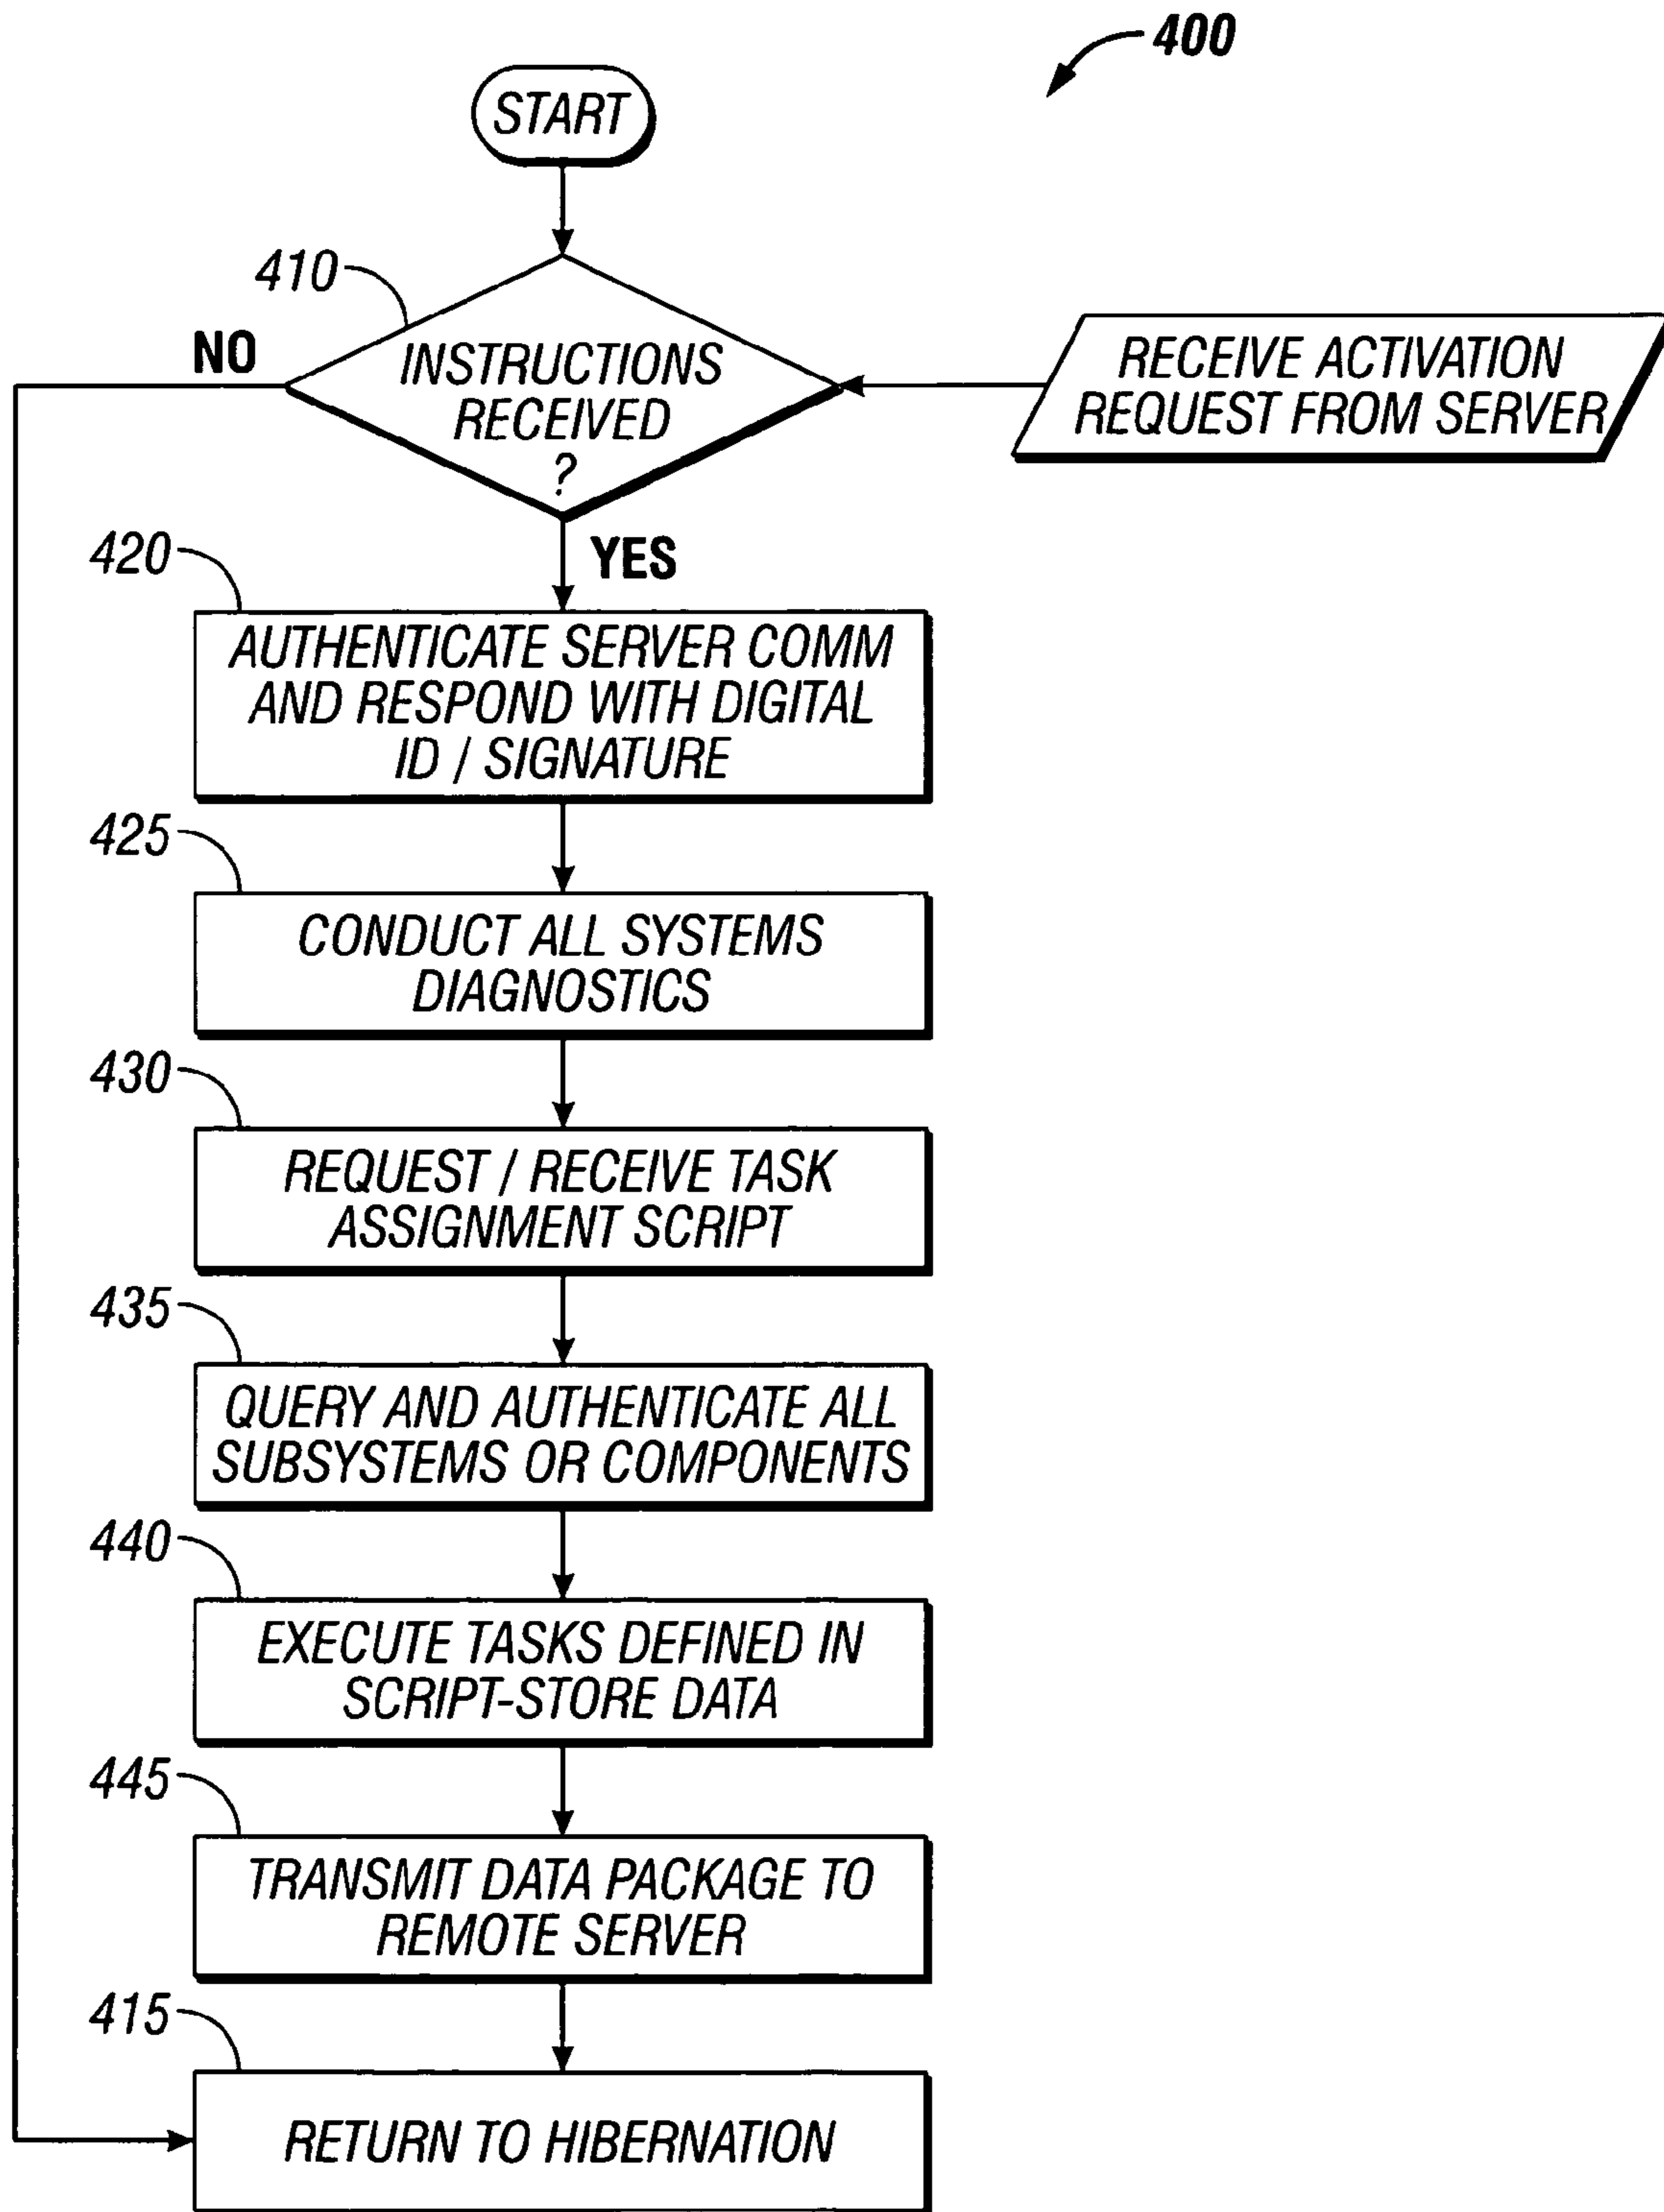 400
START
410
NO
INSTRUCTIONS
RECEIVED
?
RECEIVE ACTIVATION
REQUEST FROM SERVER
YES
420
AUTHENTICATE SERVER COMM
AND RESPOND WITH DIGITAL
ID / SIGNATURE
425
CONDUCT ALL SYSTEMS
DIAGNOSTICS
430
REQUEST / RECEIVE TASK
ASSIGNMENT SCRIPT
435
QUERY AND AUTHENTICATE ALL
SUBSYSTEMS OR COMPONENTS
440
EXECUTE TASKS DEFINED IN
SCRIPT-STORE DATA
445
TRANSMIT DATA PACKAGE TO
REMOTE SERVER
415
RETURN TO HIBERNATION